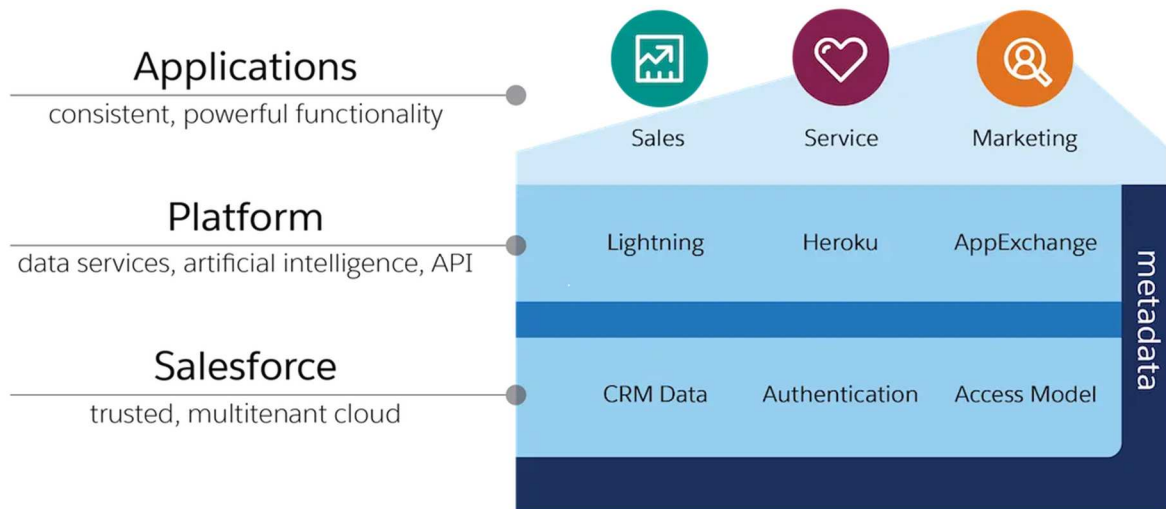 Applications
consistent, powerful functionality
Sales
Service
Marketing
Platform
data services, artificial intelligence, API
Lightning
Heroku
AppExchange
metadata
Salesforce
trusted, multitenant cloud
CRM Data
Authentication
Access Model